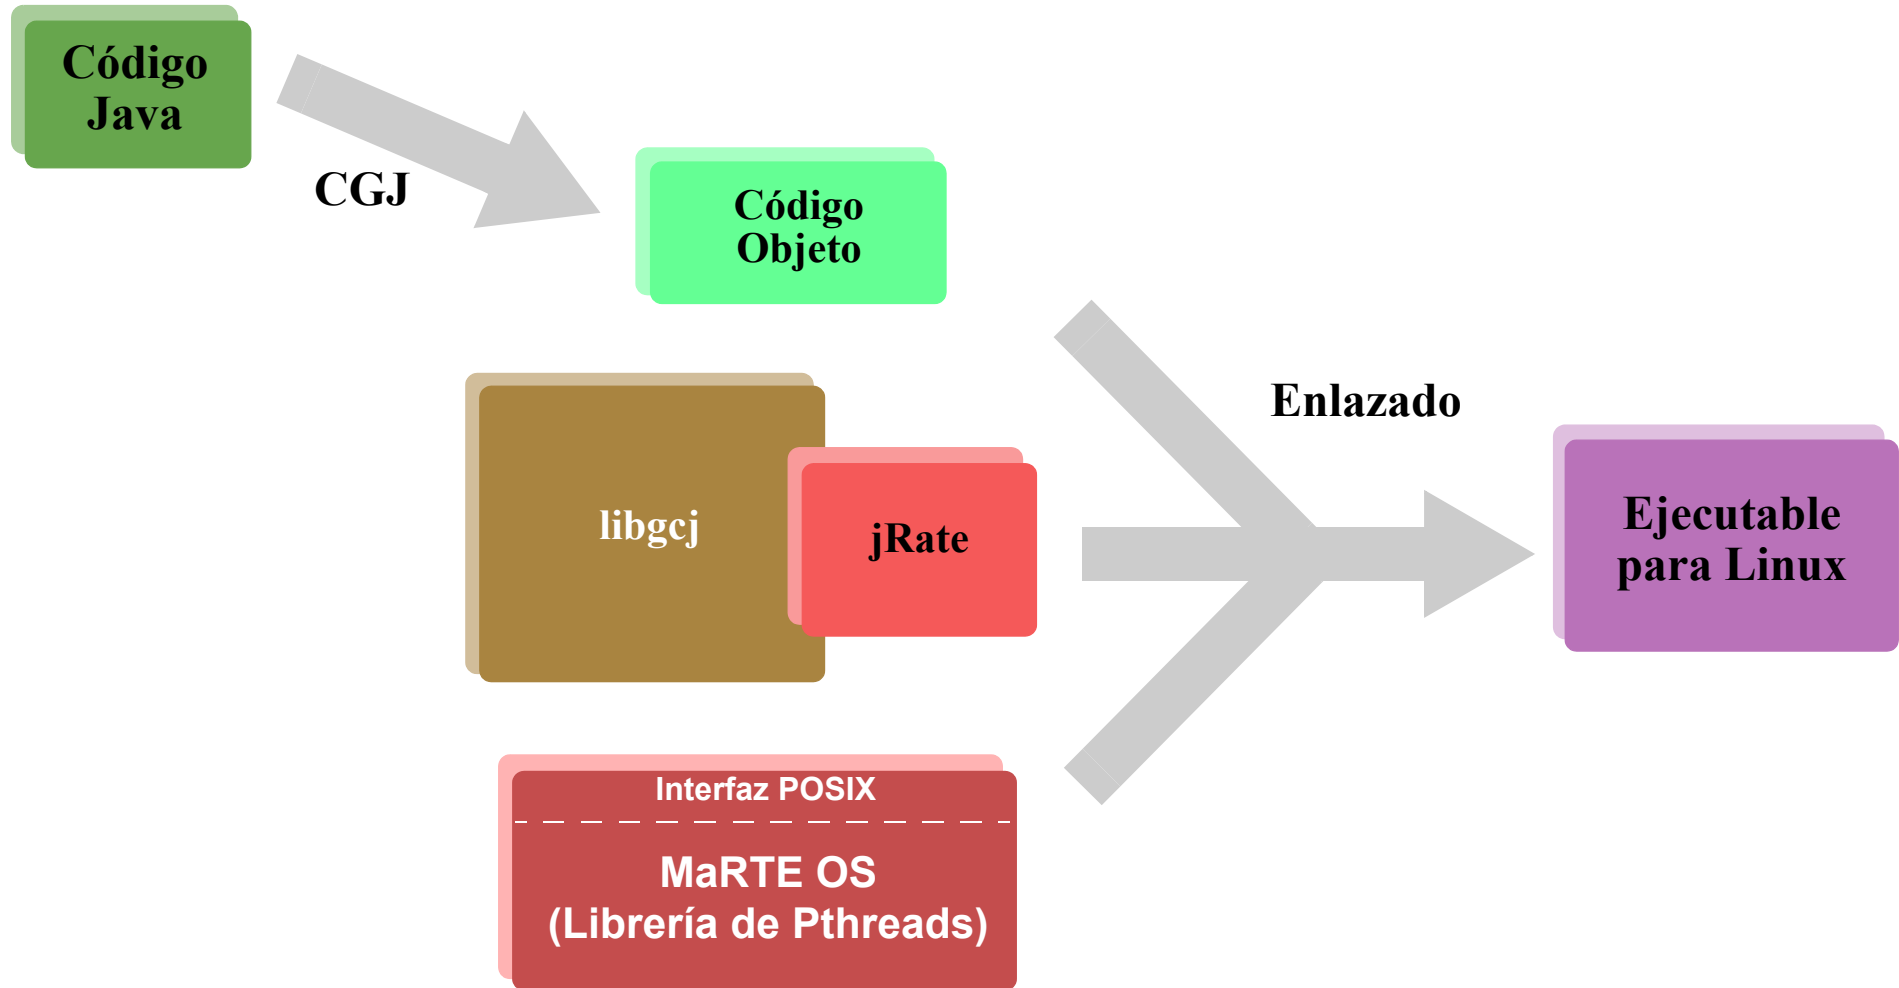 Código
Java
CGJ
Código
Objeto
Enlazado
libgcj
jRate
Ejecutable
para Linux
Interfaz POSIX
MaRTE OS
(Librería de Pthreads)